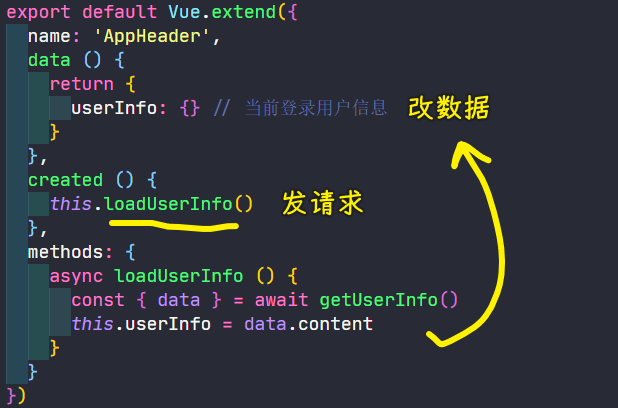 export default Vue.extend({
  name: 'AppHeader',
  data () {
    return {
      userInfo: {} // 当前登录用户信息 改数据
    }
  },
  created () {
    this.loadUserInfo() 发请求
  },
  methods: {
    async loadUserInfo () {
      const { data } = await getUserInfo()
      this.userInfo = data.content
    }
  }
})